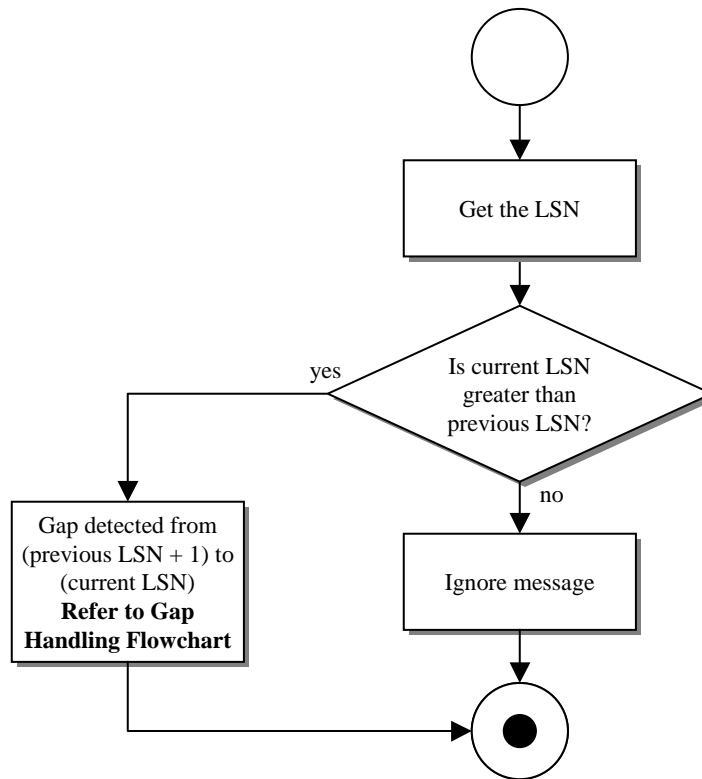 Get the LSN
Is current LSN
greater than
previous LSN?
yes
no
Gap detected from
(previous LSN + 1) to
(current LSN)
Refer to Gap
Handling Flowchart
Ignore message